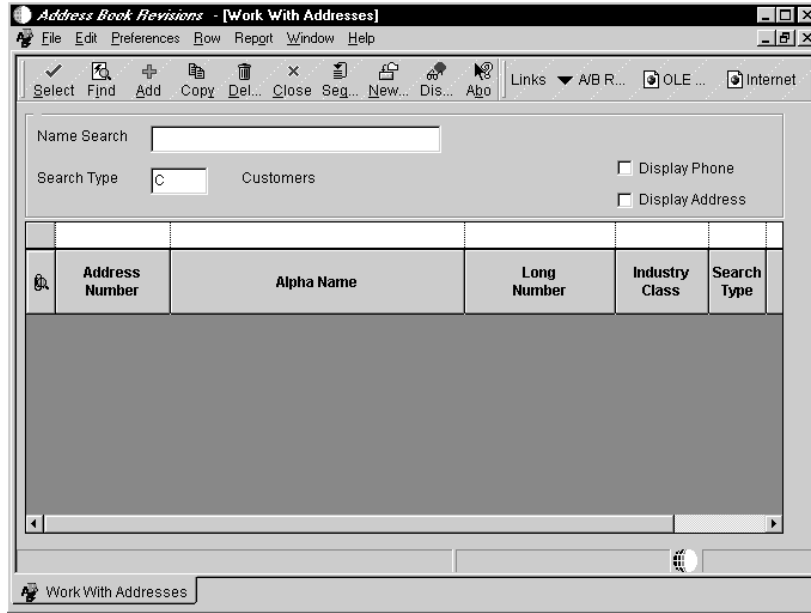 Address Book Revisions - [Work With Addresses]
File Edit Preferences Row Report Window Help
Select Find Add Copy Del... Close Seq... New... Dis... Abo Links A/B R... OLE ... Internet
Name Search
Search Type C Customers
Display Phone
Display Address
Address Number Alpha Name Long Number Industry Class Search Type
Work With Addresses